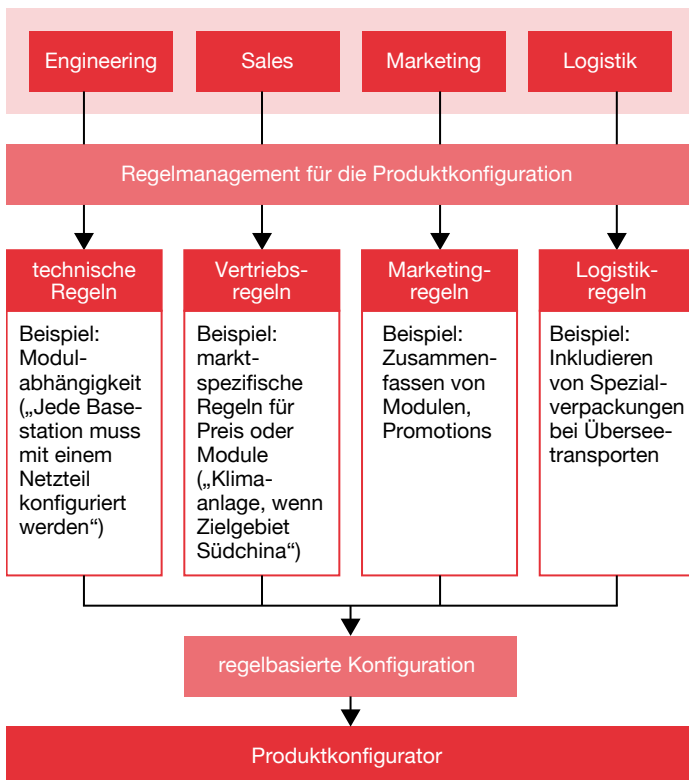 Engineering
Sales
Marketing
Logistik
Regelmanagement für die Produktkonfiguration
technische
Regeln
Beispiel:
Modul-
abhängigkeit
(„Jede Base-
station muss
mit einem
Netzteil
konfiguriert
werden“)
Vertriebs-
regeln
Beispiel:
markt-
spezifische
Regeln für
Preis oder
Module
(„Klima-
anlage, wenn
Zielgebiet
Südchina“)
Marketing-
regeln
Beispiel:
Zusammen-
fassen von
Modulen,
Promotions
Logistik-
regeln
Beispiel:
Inkludieren
von Spezial-
verpackungen
bei Übersee-
transporten
regelbasierte Konfiguration
Produktkonfigurator